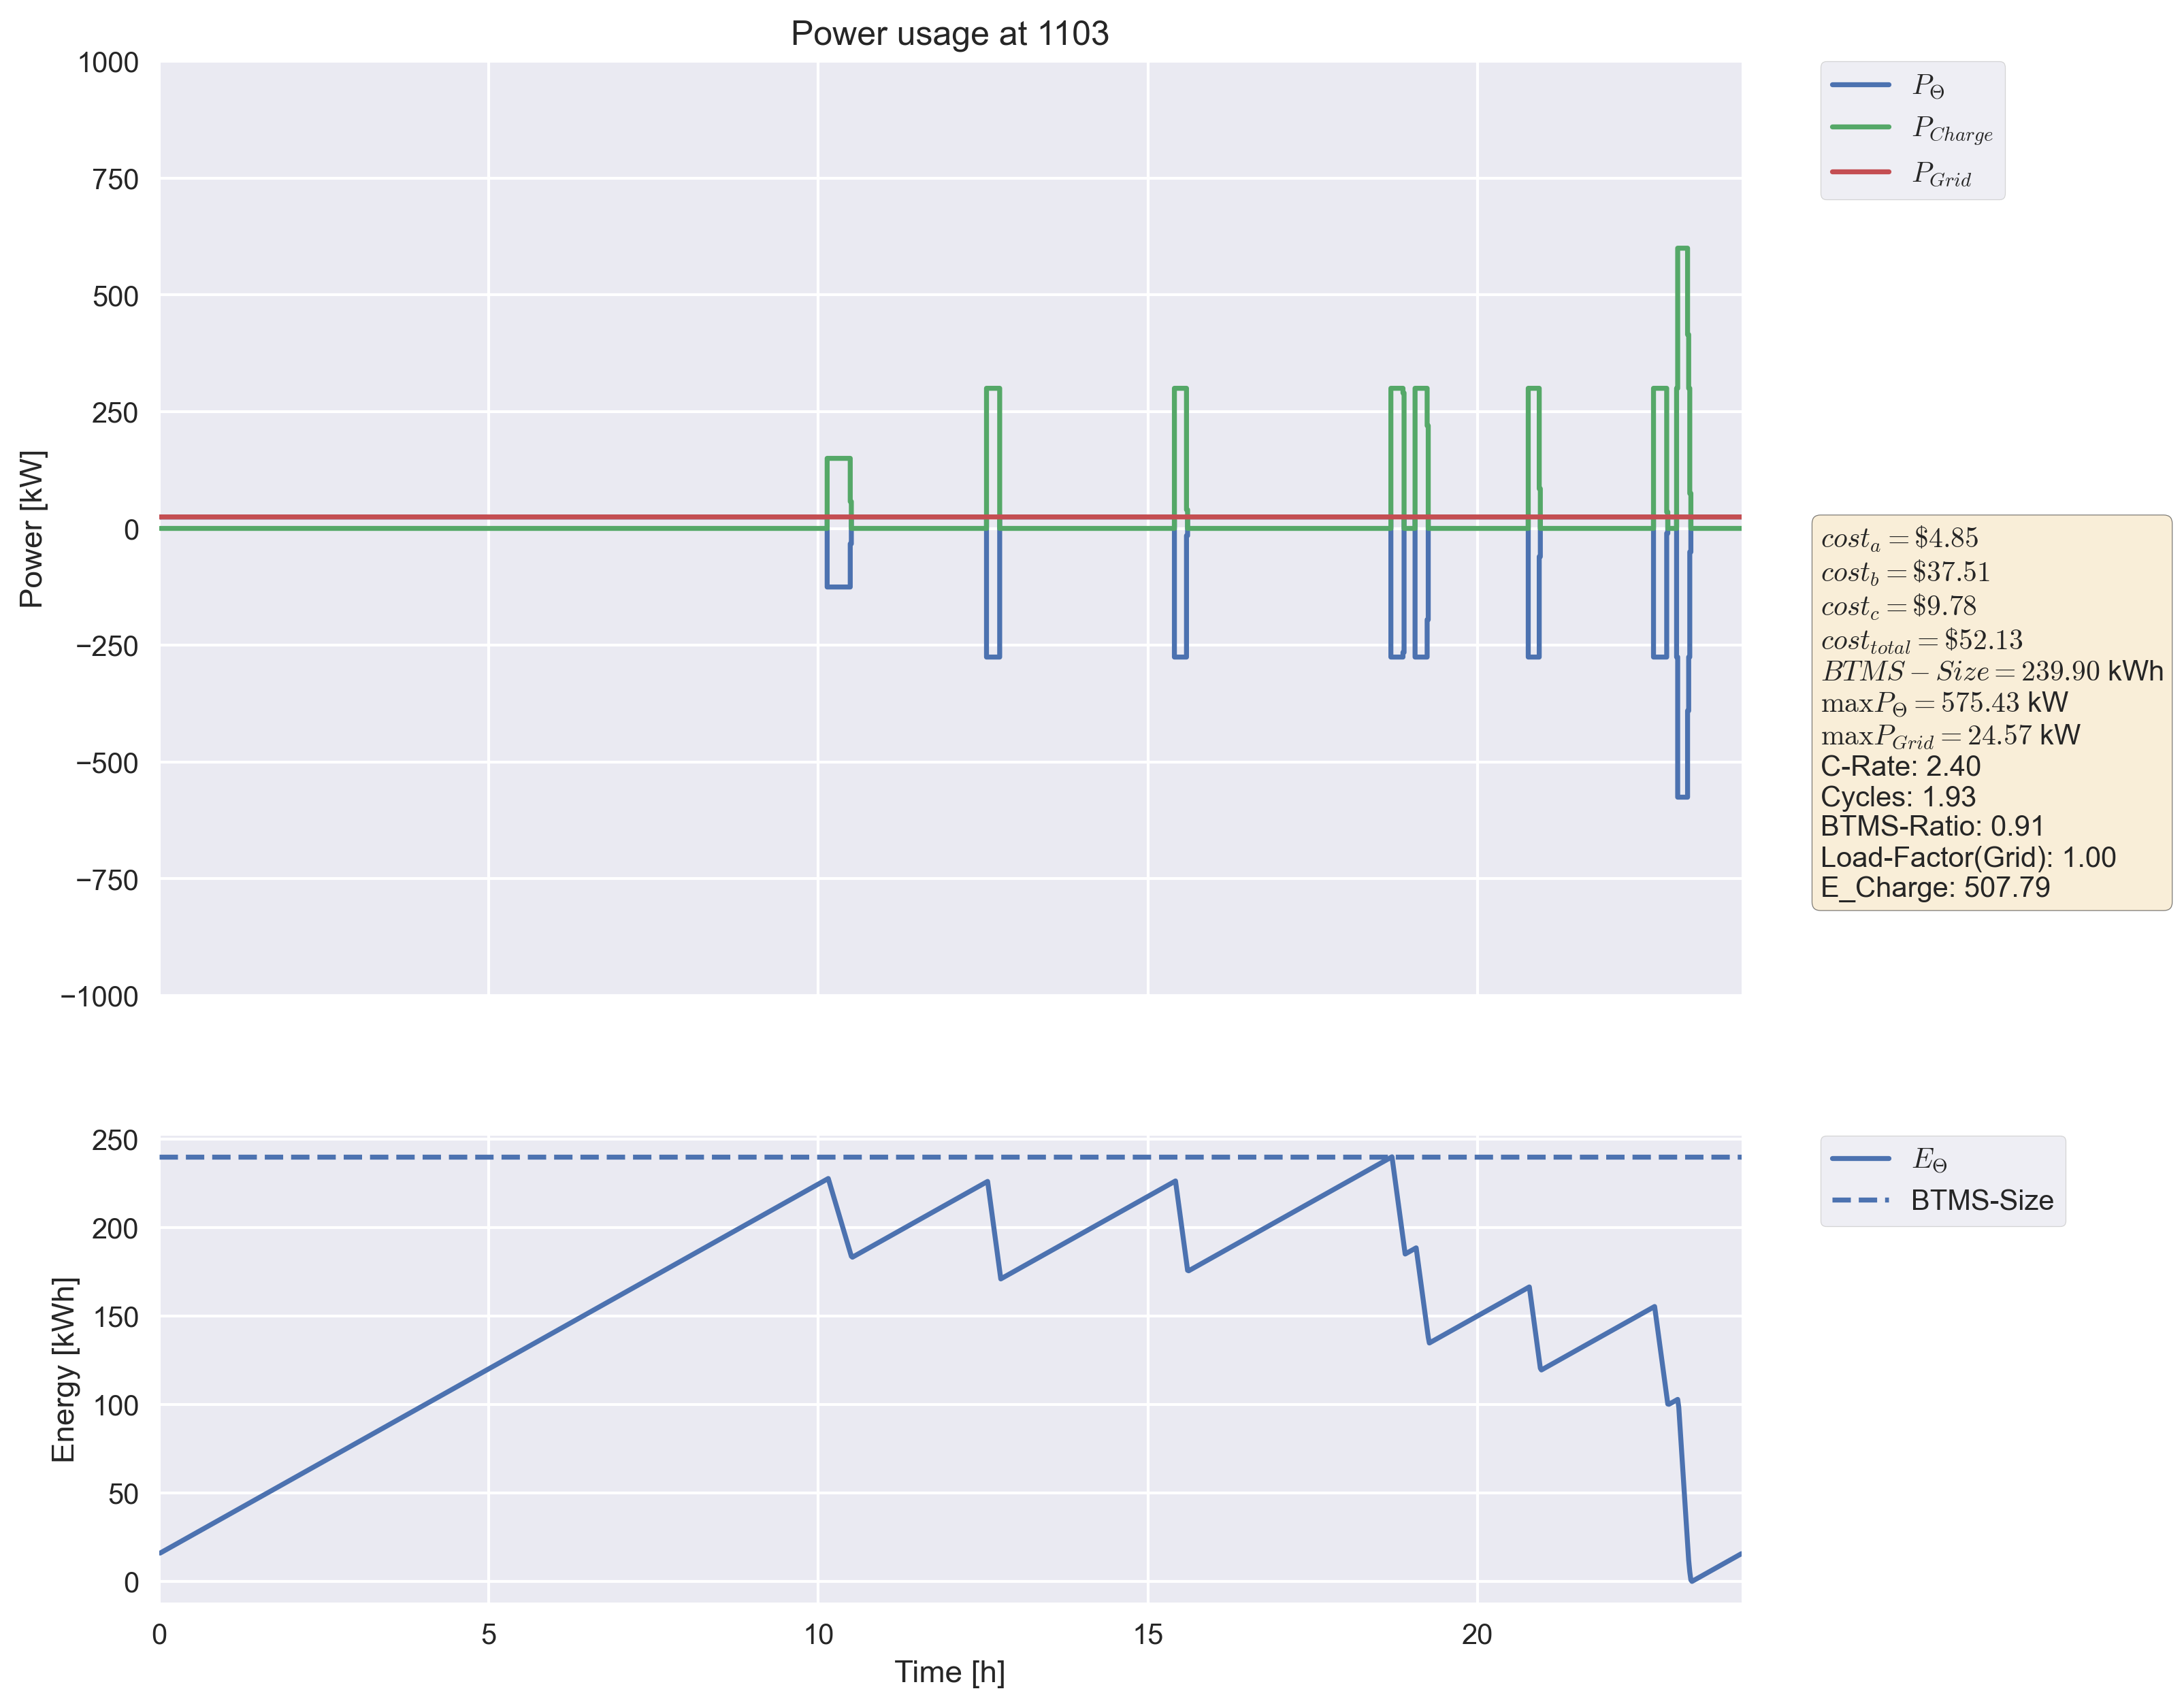 Power usage at 1103
1000
750
500
250
0
−250
−500
−750
−1000
Power [kW]
P_Θ
P_Charge
P_Grid
cost_a = $4.85
cost_b = $37.51
cost_c = $9.78
cost_total = $52.13
BTMS − Size = 239.90 kWh
maxP_Θ = 575.43 kW
maxP_Grid = 24.57 kW
C-Rate: 2.40
Cycles: 1.93
BTMS-Ratio: 0.91
Load-Factor(Grid): 1.00
E_Charge: 507.79
250
200
150
100
50
0
Energy [kWh]
0 5 10 15 20
Time [h]
E_Θ
BTMS-Size